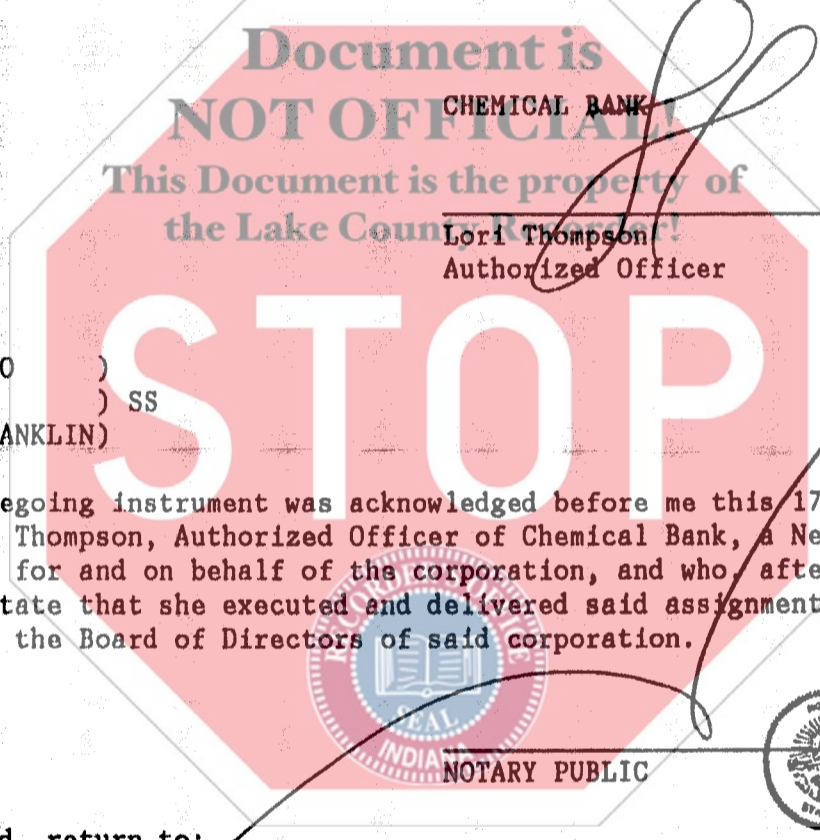 Document is
NOT OFFICIAL!
This Document is the property of
the Lake County Recorder!
CHEMICAL BANK
Lori Thompson
Authorized Officer
STOP
O )
) SS
ANKLIN)
egoing instrument was acknowledged before me this 17
Thompson, Authorized Officer of Chemical Bank, a Ne
for and on behalf of the corporation, and who, afte
tate that she executed and delivered said assignment
the Board of Directors of said corporation.
SEAL
INDIANA
NOTARY PUBLIC
d, return to: